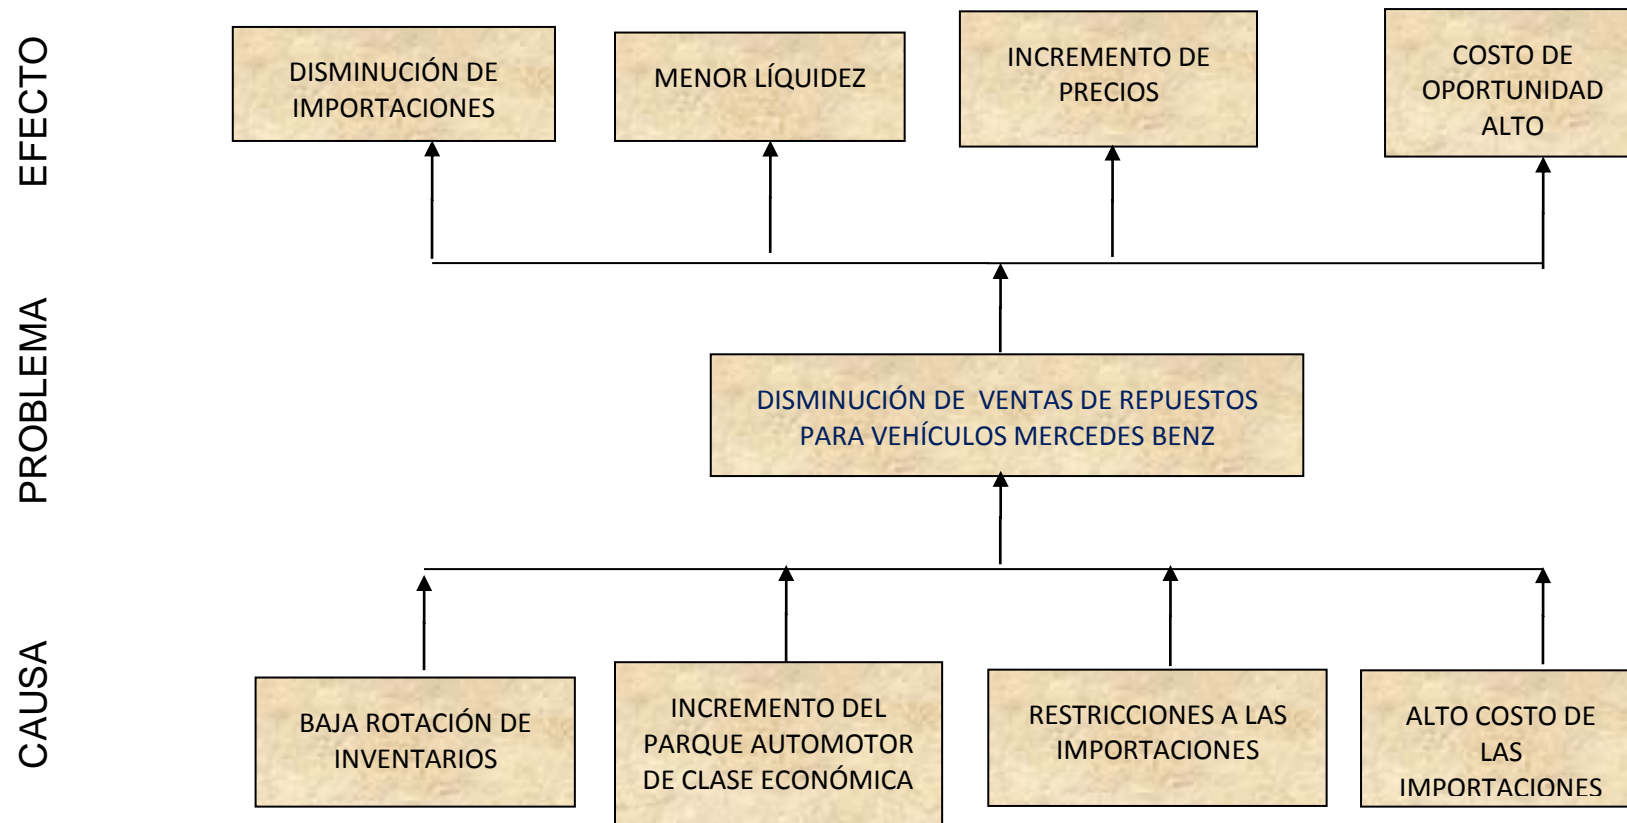 EFECTO
DISMINUCIÓN DE
IMPORTACIONES
MENOR LÍQUIDEZ
INCREMENTO DE
PRECIOS
COSTO DE
OPORTUNIDAD
ALTO
PROBLEMA
DISMINUCIÓN DE  VENTAS DE REPUESTOS
PARA VEHÍCULOS MERCEDES BENZ
CAUSA
BAJA ROTACIÓN DE
INVENTARIOS
INCREMENTO DEL
PARQUE AUTOMOTOR
DE CLASE ECONÓMICA
RESTRICCIONES A LAS
IMPORTACIONES
ALTO COSTO DE
LAS
IMPORTACIONES